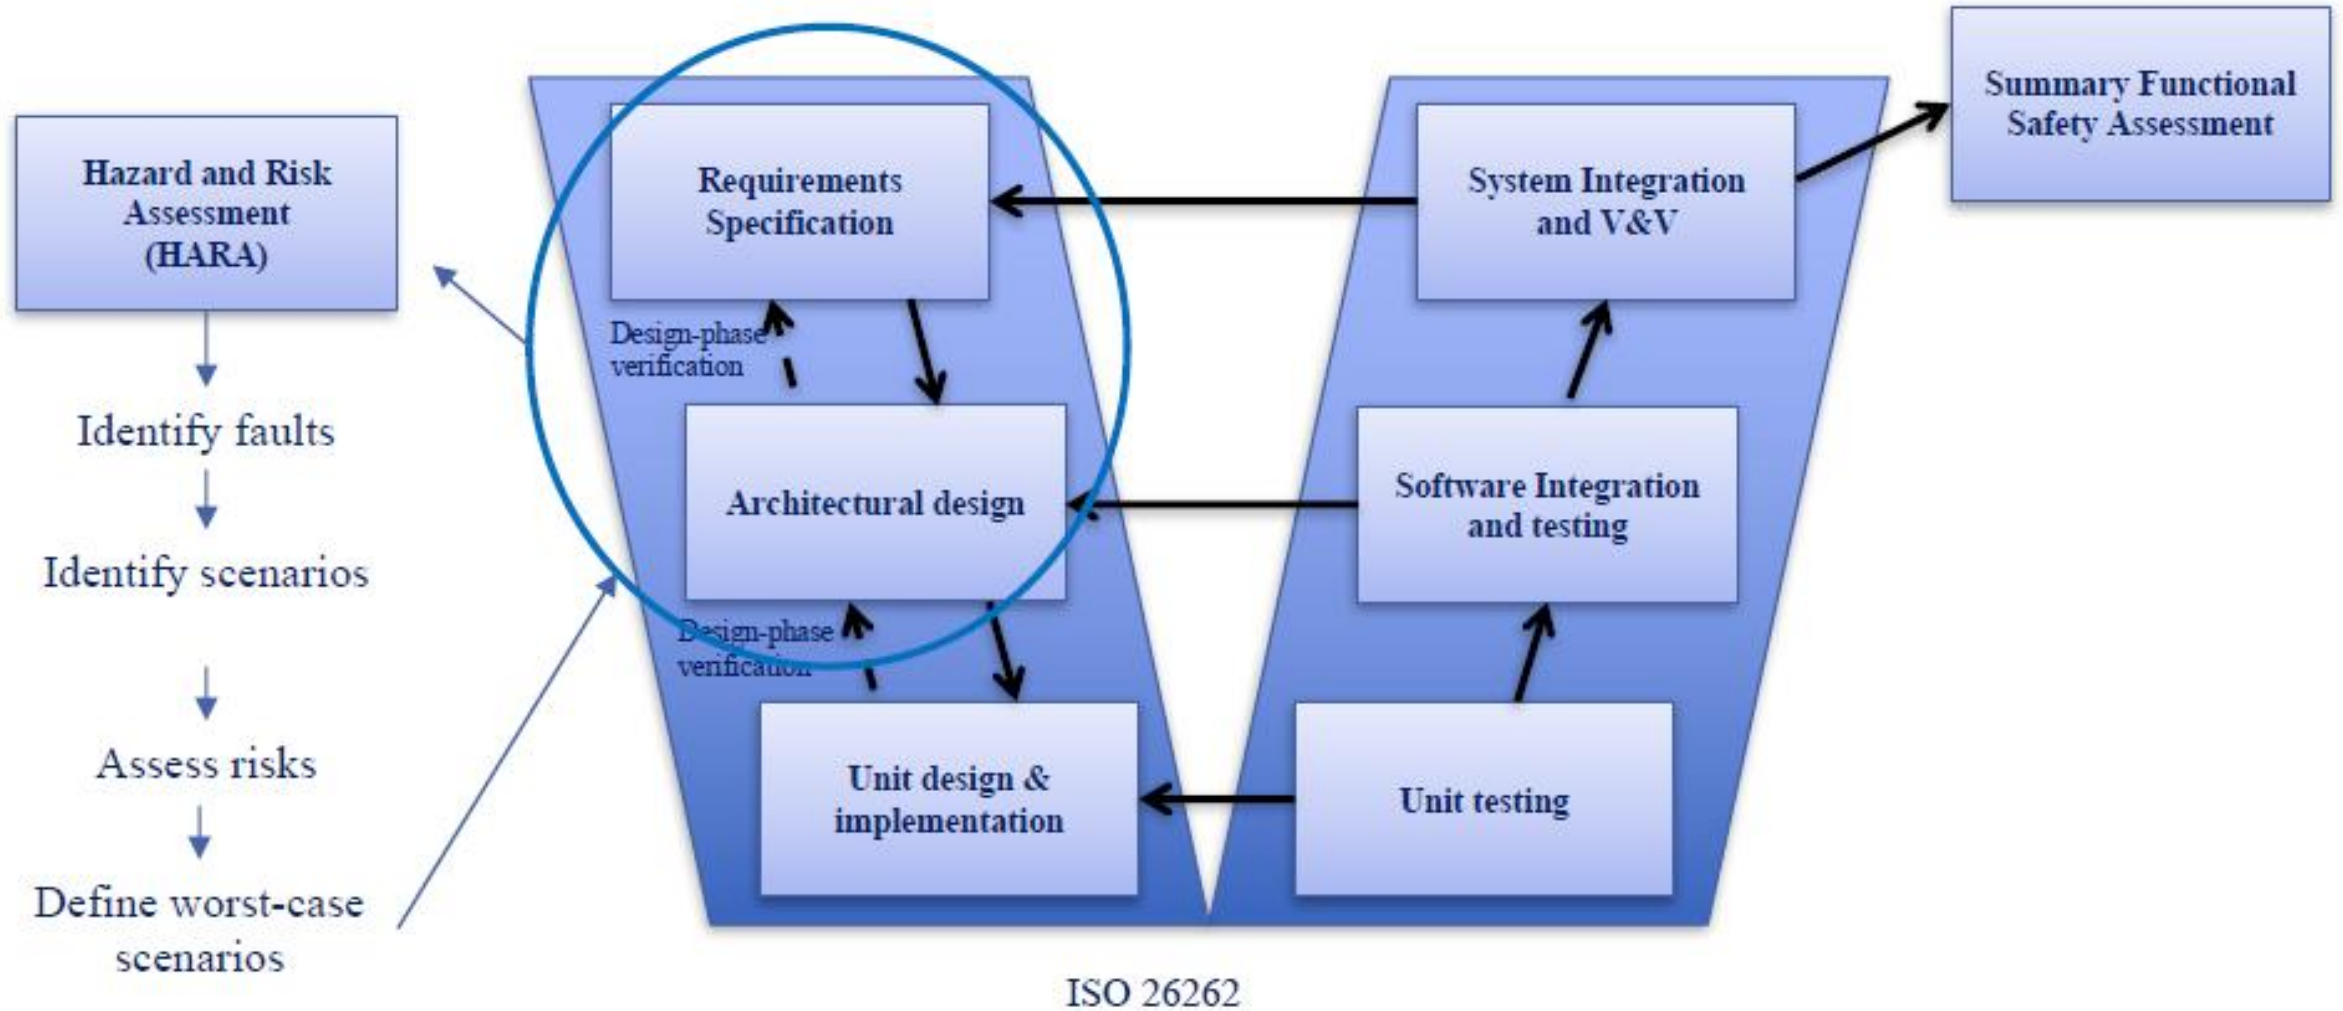 Hazard and Risk
Assessment
(HARA)
Identify faults
Identify scenarios
Assess risks
Define worst-case
scenarios
Requirements
Specification
Design-phase
verification
Architectural design
Design-phase
verification
Unit design &
implementation
System Integration
and V&V
Software Integration
and testing
Unit testing
Summary Functional
Safety Assessment
ISO 26262